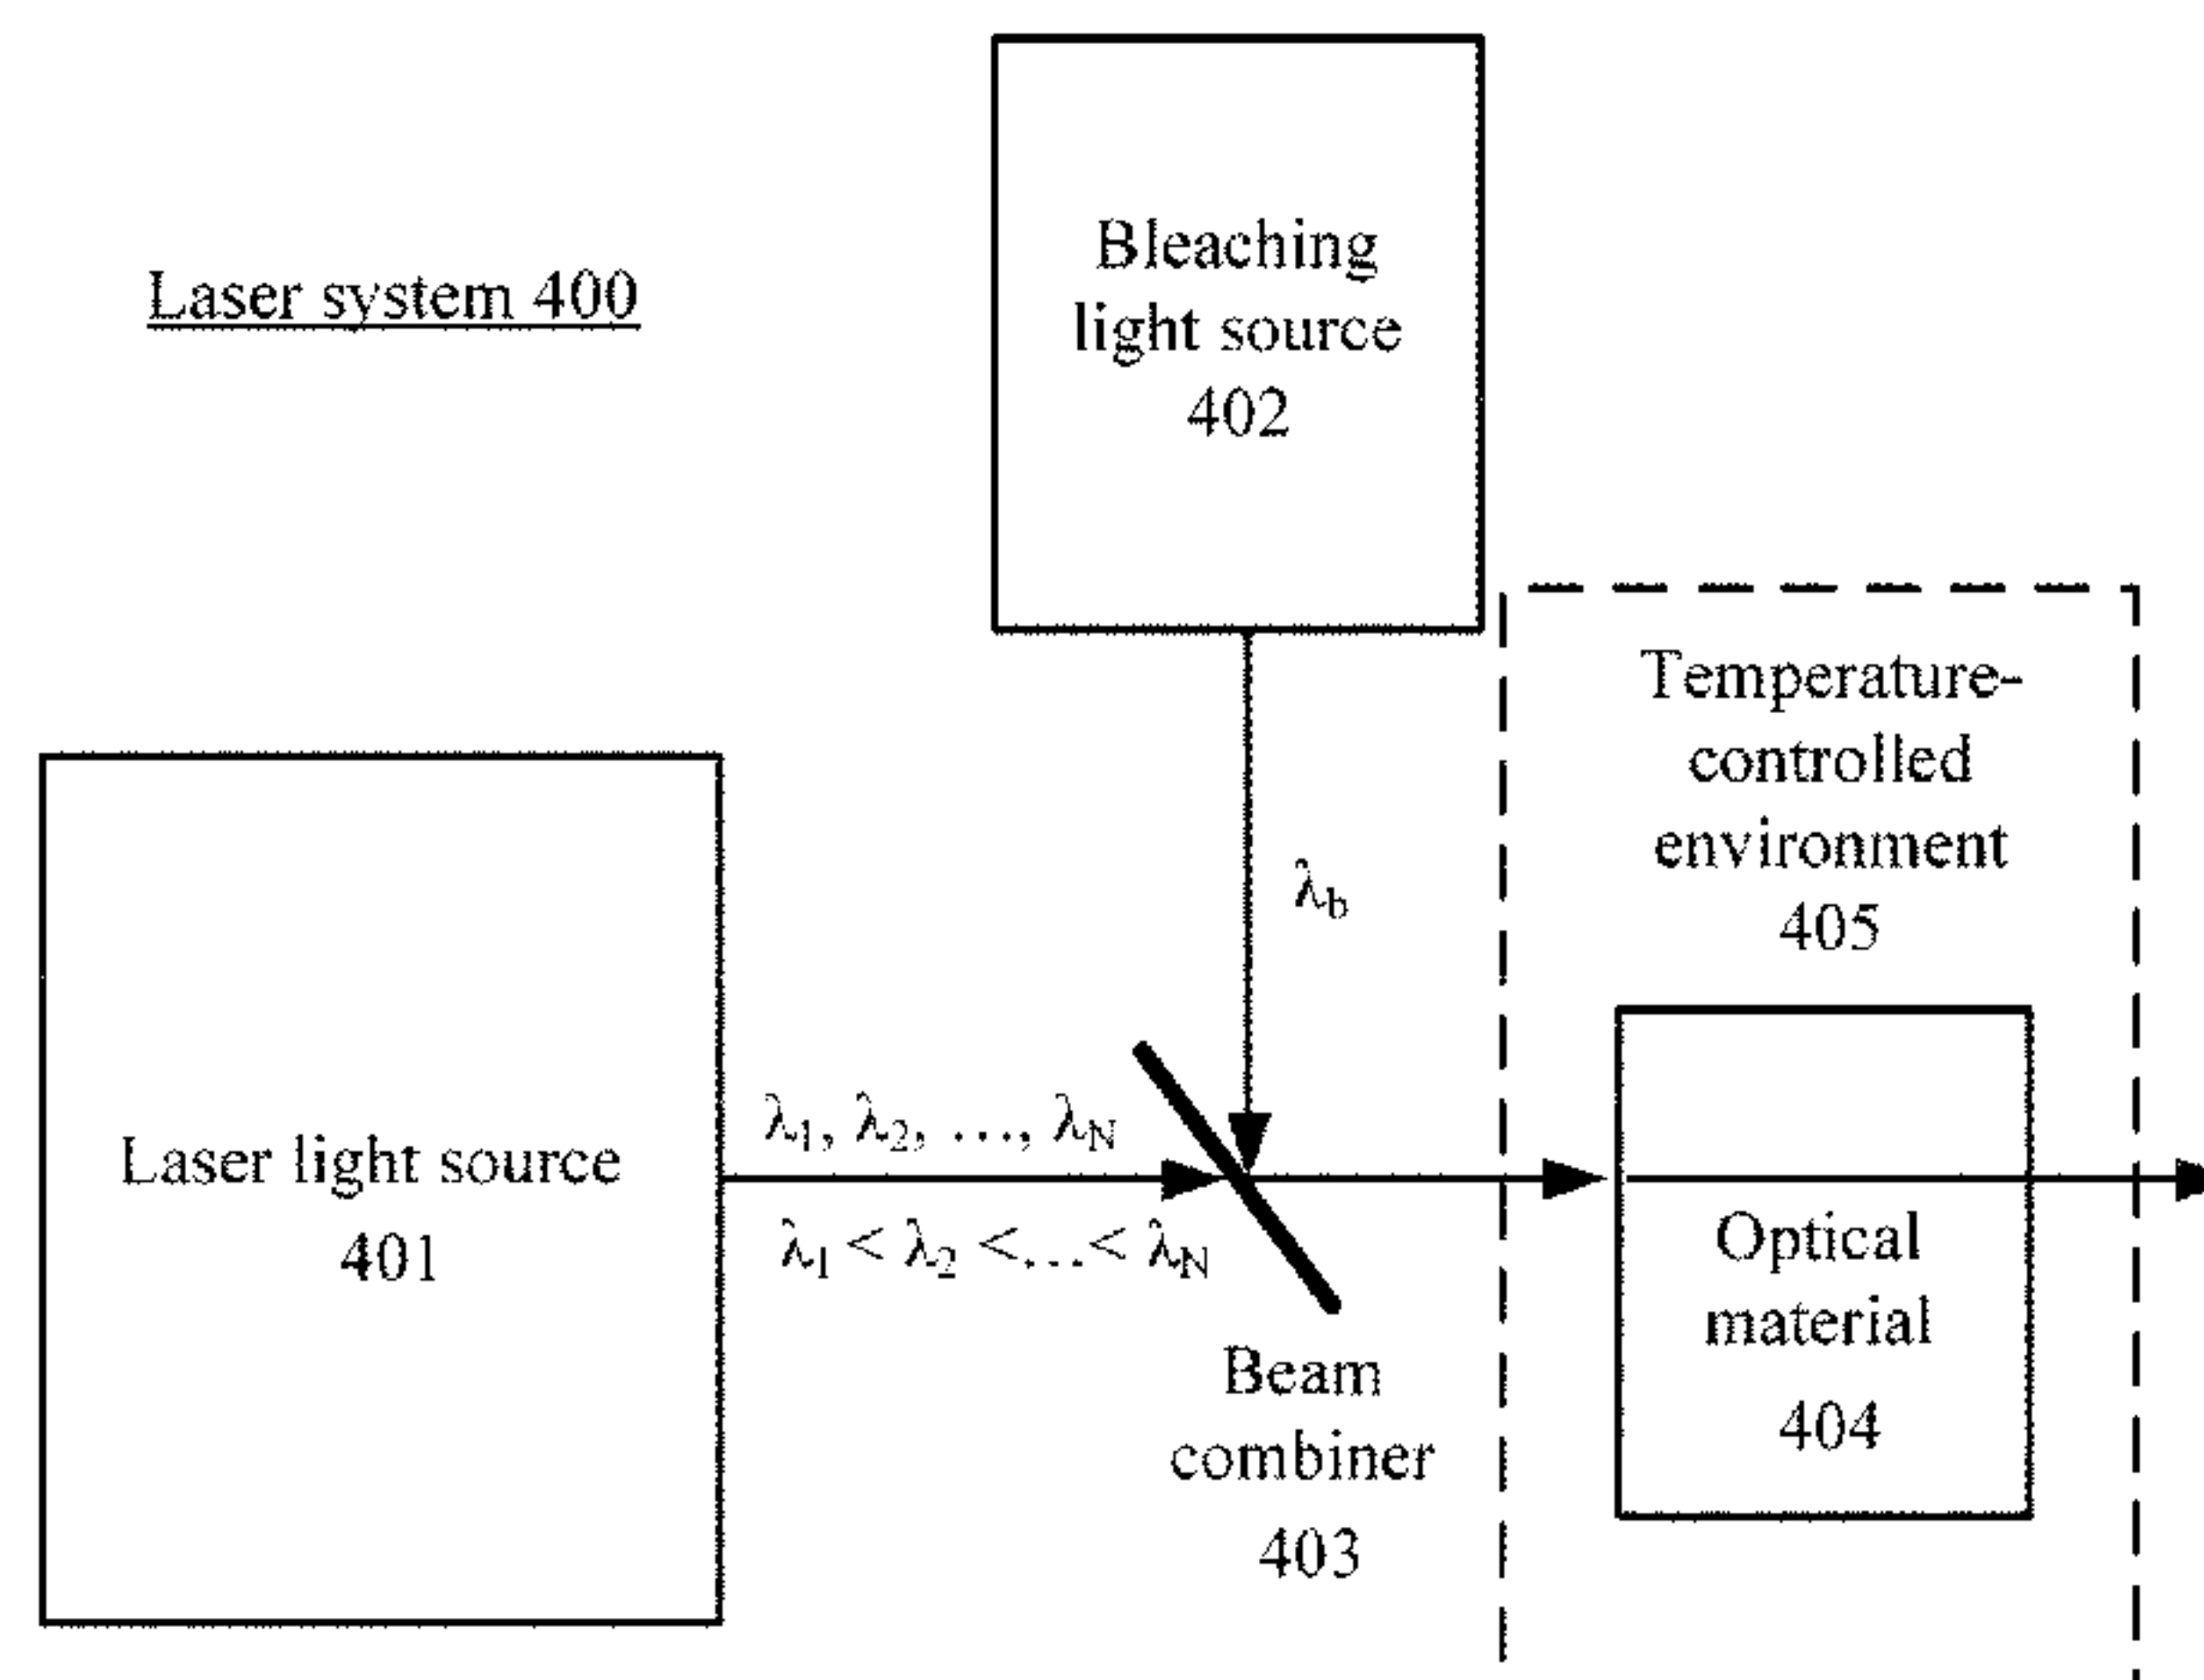 Laser system 400
Bleaching
light source
402
Temperature-
controlled
environment
405
λb
Laser light source
401
λ1, λ2, ..., λN
λ1 < λ2 <...< λN
Beam
combiner
403
Optical
material
404